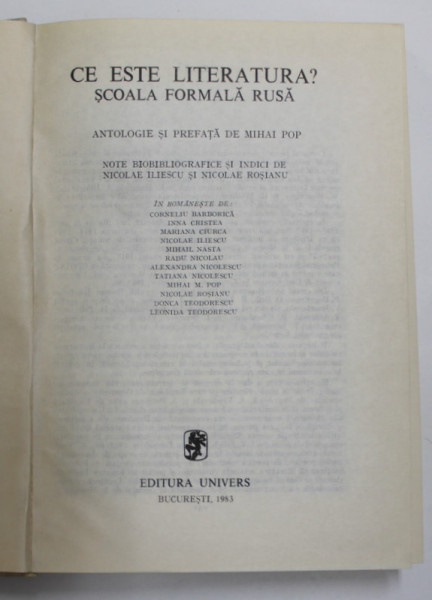 CE ESTE LITERATURA?
ȘCOALA FORMALĂ RUSĂ
ANTOLOGIE ȘI PREFAȚĂ DE MIHAI POP
NOTE BIOBIBLIOGRAFICE ȘI INDICI DE
NICOLAE ILIESCU ȘI NICOLAE ROȘIANU
ÎN ROMÂNEȘTE DE:
CORNELIU BARBORICĂ
INNA CRISTEA
MARIANA CIURCA
NICOLAE ILIESCU
MIHAIL NASTA
RADU NICOLAU
ALEXANDRA NICOLESCU
TATIANA NICOLESCU
MIHAI M. POP
NICOLAE ROȘIANU
DONCA TEODORESCU
LEONIDA TEODORESCU
EDITURA UNIVERS
BUCUREȘTI, 1983